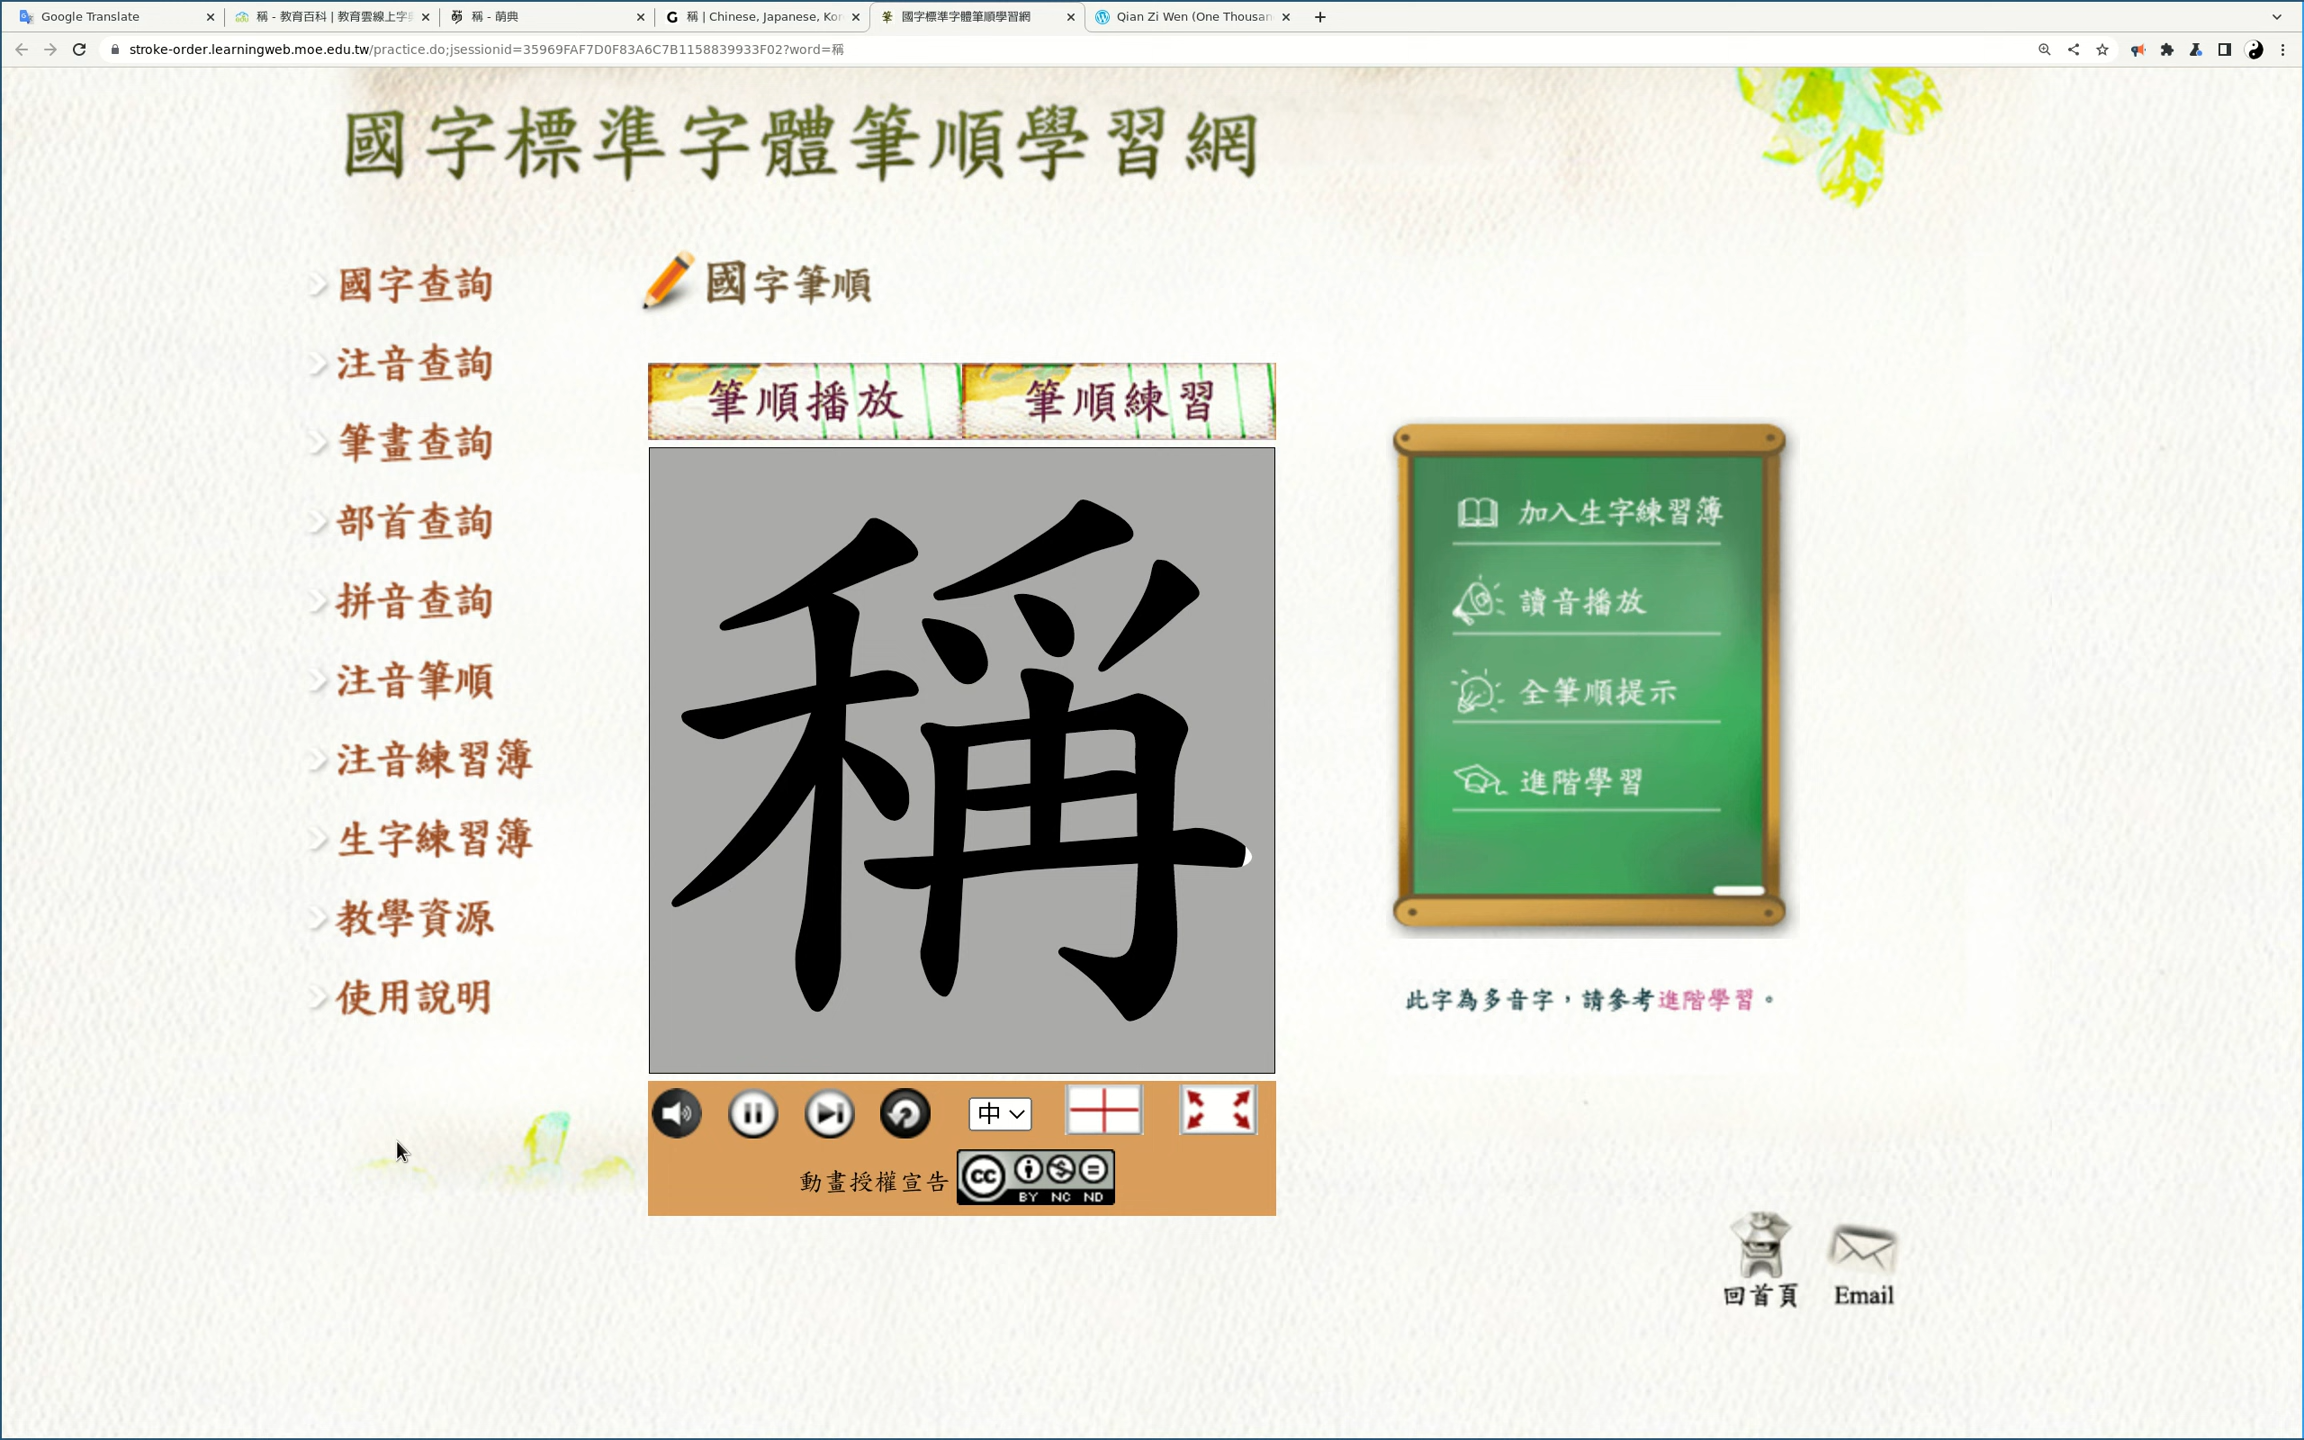 Google Translate
稱 - 教育百科 | 教育雲線上字
稱 - 萌典
稱 | Chinese, Japanese, Kor
國字標準字體筆順學習網
Qian Zi Wen (One Thousan
stroke-order.learningweb.moe.edu.tw/practice.do;jsessionid=35969FAF7D0F83A6C7B1158839933F02?word=稱
國字標準字體筆順學習網
國字查詢
注音查詢
筆畫查詢
部首查詢
拼音查詢
注音筆順
注音練習簿
生字練習簿
教學資源
使用說明
國字筆順
筆順播放 筆順練習
稱
中
動畫授權宣告
cc BY NC ND
加入生字練習簿
讀音播放
全筆順提示
進階學習
此字為多音字，請參考進階學習。
回首頁 Email